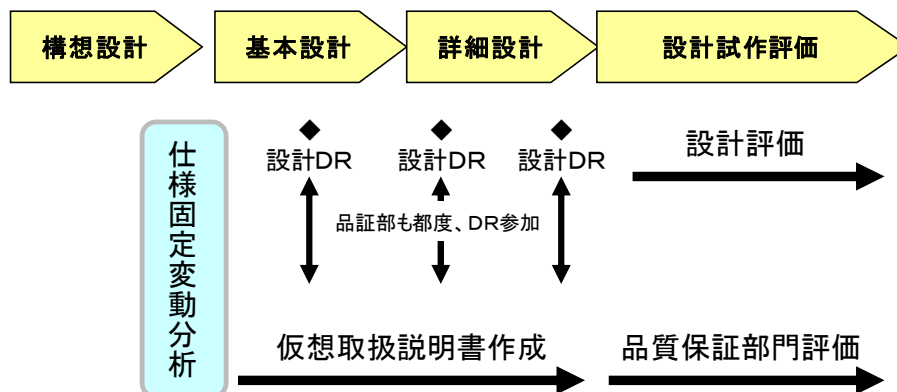 構想設計
基本設計
詳細設計
設計試作評価
仕様固定変動分析
設計DR
設計DR
設計DR
設計評価
品証部も都度、DR参加
仮想取扱説明書作成
品質保証部門評価